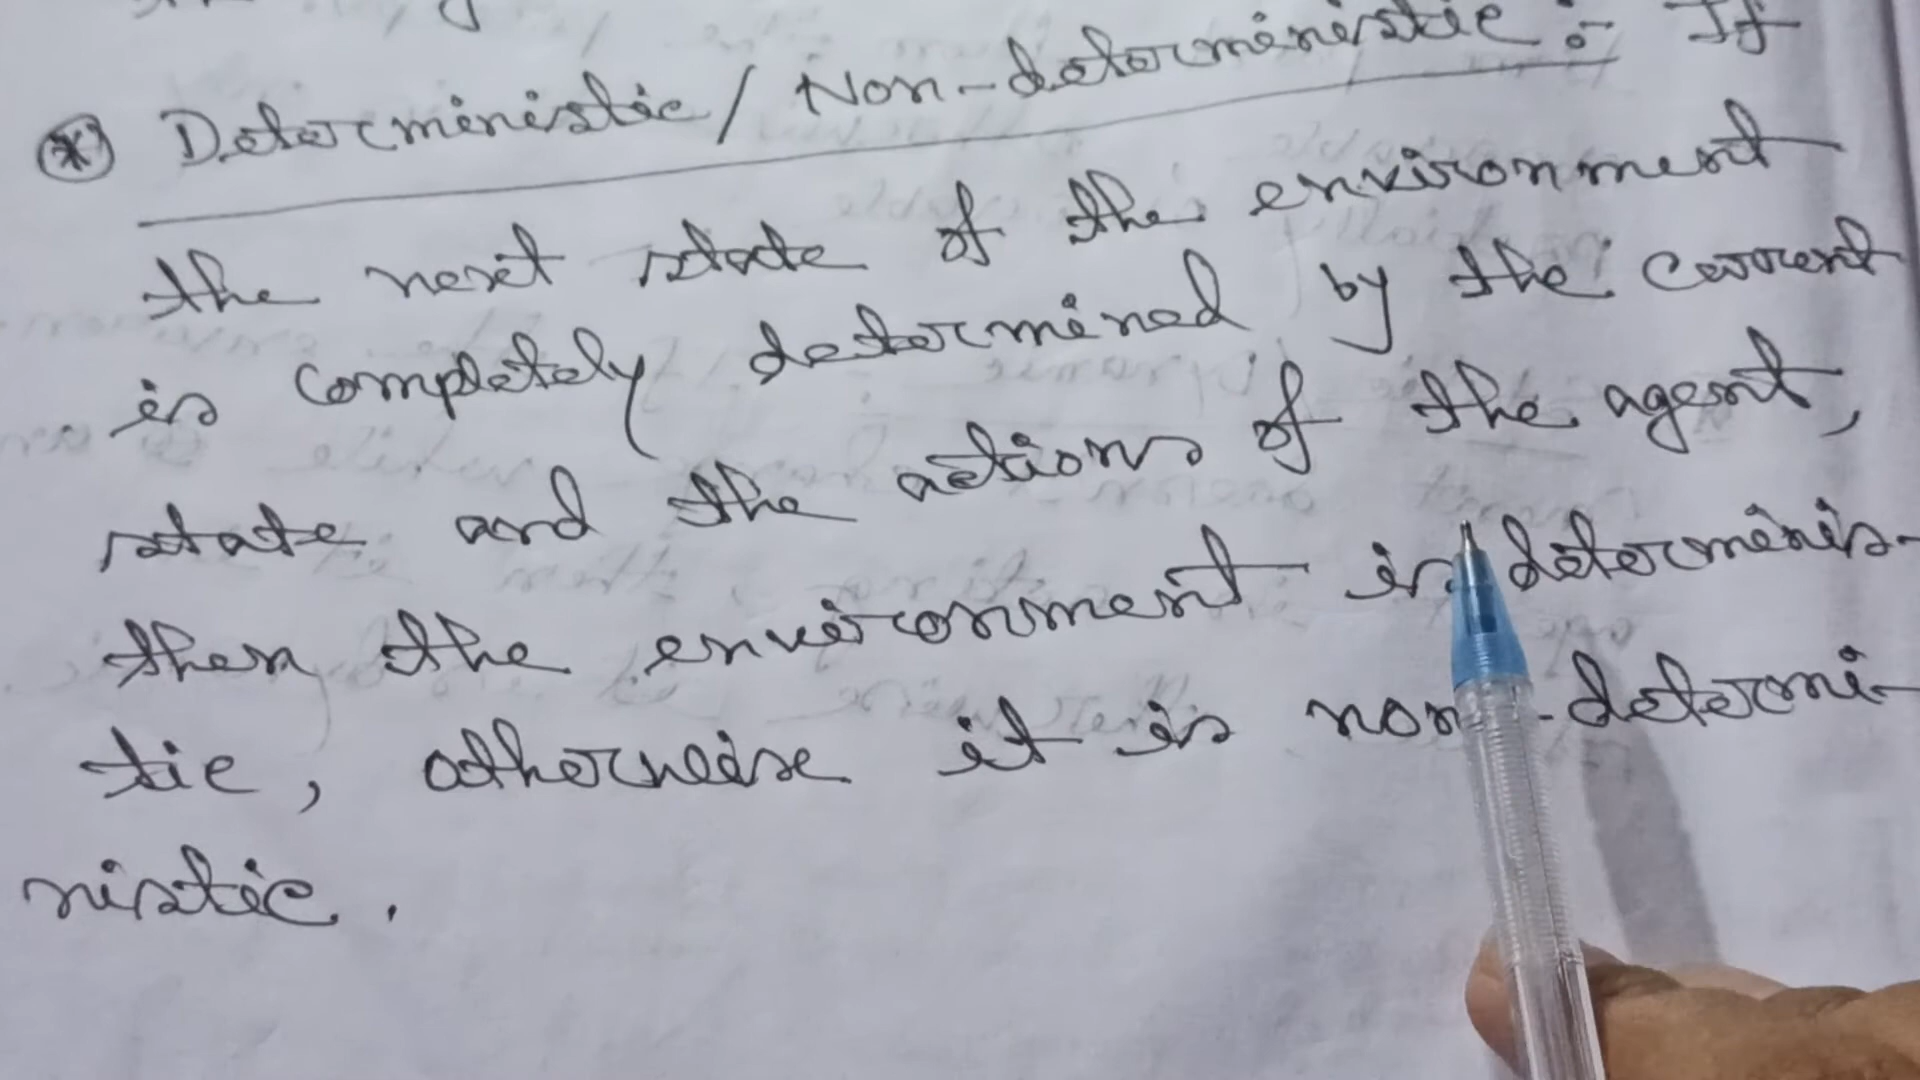 (*) Deterministic / Non-deterministic :- If
the next state of the environment
is completely determined by the current
state and the actions of the agent,
then the environment is determinis-
tic, otherwise it is non-determi-
nistic.